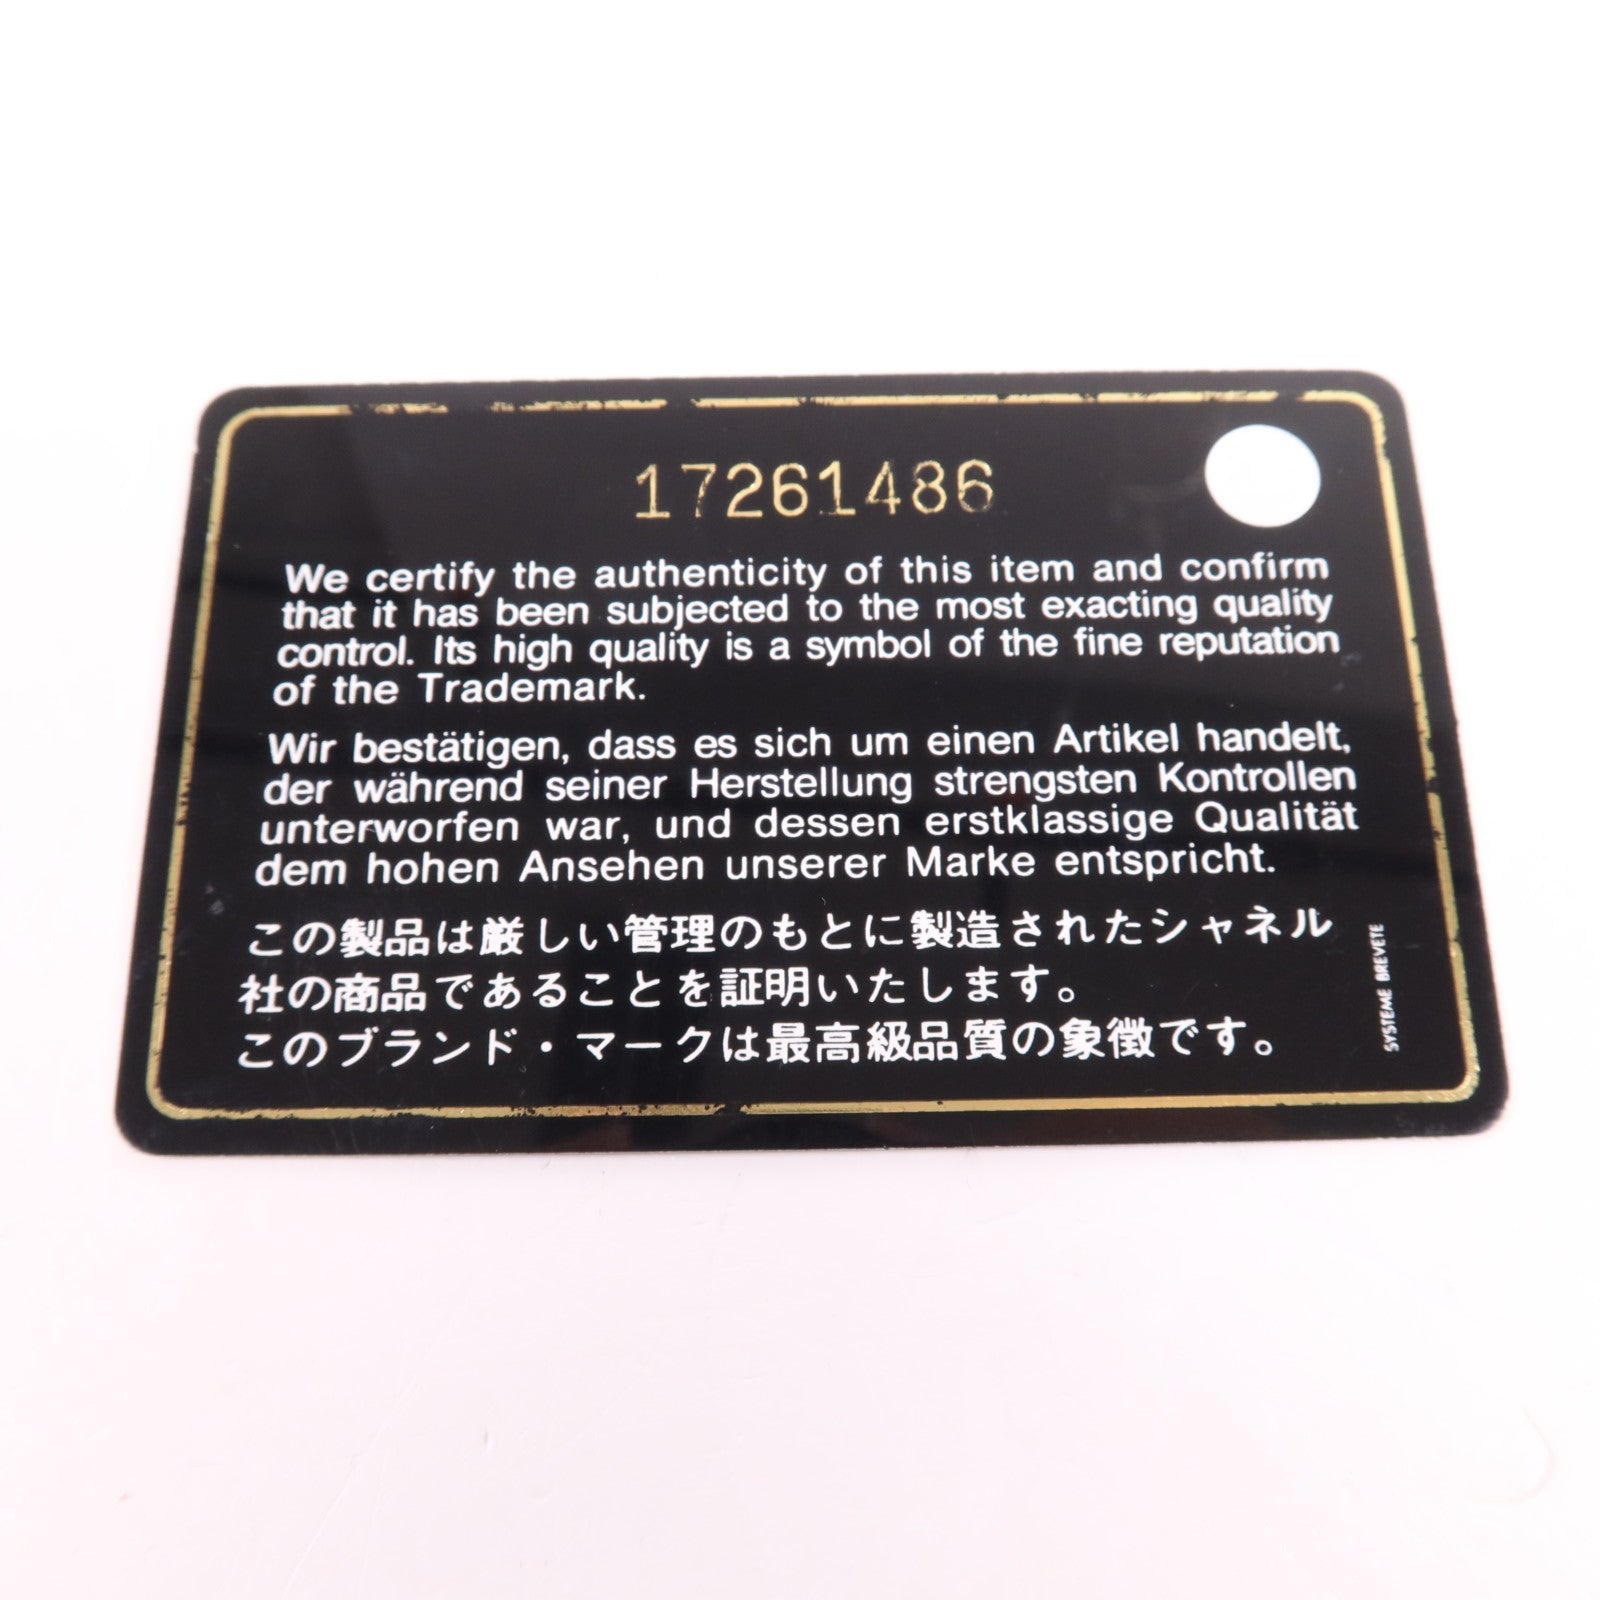 17261486
We certify the authenticity of this item and confirm
that it has been subjected to the most exacting quality
control. Its high quality is a symbol of the fine reputation
of the Trademark.
Wir bestätigen, dass es sich um einen Artikel handelt,
der während seiner Herstellung strengsten Kontrollen
unterworfen war, und dessen erstklassige Qualität
dem hohen Ansehen unserer Marke entspricht.
この製品は厳しい管理のもとに製造されたシャネル
社の商品であることを証明いたします。
このブランド・マークは最高級品質の象徴です。
SYSTEME BREVETE